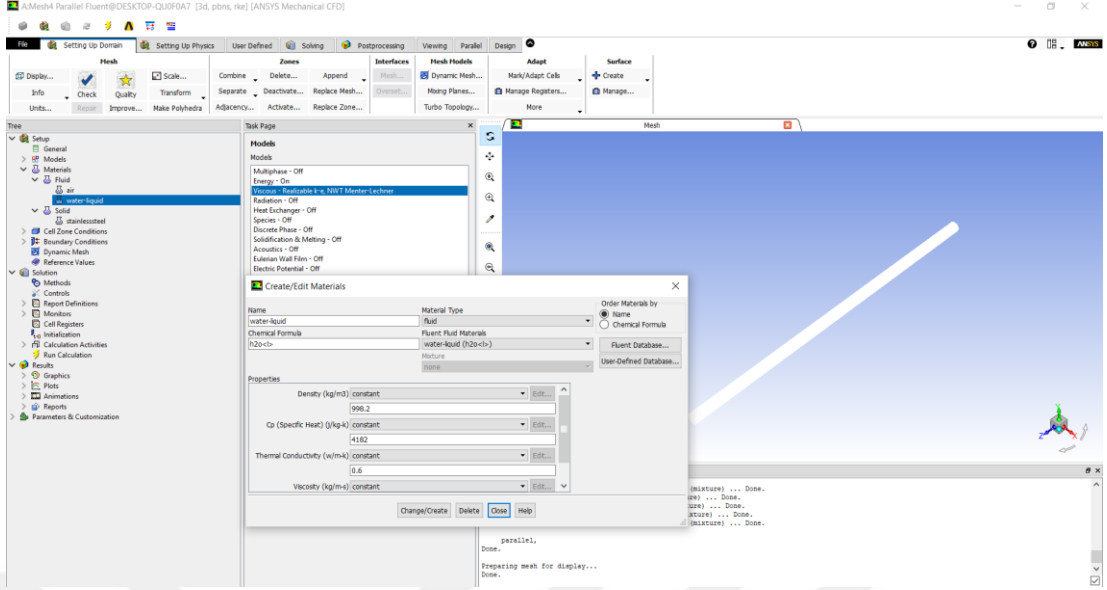 A:Mesh4 Parallel Fluent@DESKTOP-QU0F0A7 [3d, pbns, rke] [ANSYS Mechanical CFD]
File Setting Up Domain Setting Up Physics User Defined Solving Postprocessing Viewing Parallel Design ANSYS
Mesh Zones Interfaces Mesh Models Adapt Surface
Display... Scale... Combine Delete... Append Mesh... Dynamic Mesh... Mark/Adapt Cells Create
Info Check Quality Transform Separate Deactivate... Replace Mesh... Overset... Mixing Planes... Manage Registers... Manage...
Units... Repair Improve... Make Polyhedra Adjacency... Activate... Replace Zone... Turbo Topology... More
Tree
Setup
General
Models
Materials
Fluid
air
water-liquid
Solid
stainlessteel
Cell Zone Conditions
Boundary Conditions
Dynamic Mesh
Reference Values
Solution
Methods
Controls
Report Definitions
Monitors
Cell Registers
Initialization
Calculation Activities
Run Calculation
Results
Graphics
Plots
Animations
Reports
Parameters & Customization
Task Page
Models
Models
Multiphase - Off
Energy - On
Viscous - Realizable k-e, NWT Menter-Lechner
Radiation - Off
Heat Exchanger - Off
Species - Off
Discrete Phase - Off
Solidification & Melting - Off
Acoustics - Off
Eulerian Wall Film - Off
Electric Potential - Off
Mesh
Create/Edit Materials
Name
water-liquid
Chemical Formula
h2o<l>
Material Type
fluid
Fluent Fluid Materials
water-liquid (h2o<l>)
Mixture
none
Order Materials by
Name
Chemical Formula
Fluent Database...
User-Defined Database...
Properties
Density (kg/m3) constant Edit...
998.2
Cp (Specific Heat) (j/kg-k) constant Edit...
4182
Thermal Conductivity (w/m-k) constant Edit...
0.6
Viscosity (kg/m-s) constant Edit...
Change/Create Delete Close Help
(mixture) ... Done.
re) ... Done.
ure) ... Done.
xture) ... Done.
(mixture) ... Done.
parallel,
Done.
Preparing mesh for display...
Done.